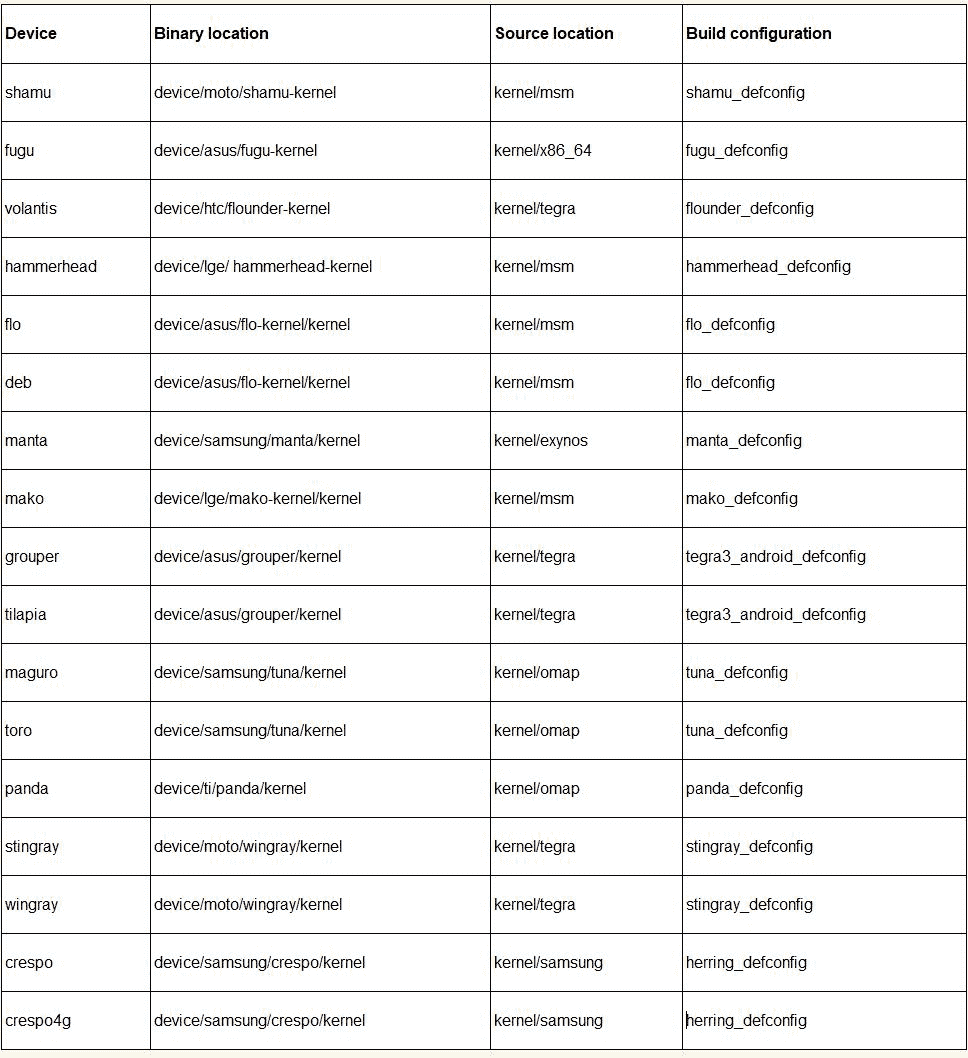 Device Binary location Source location Build configuration
shamu device/moto/shamu-kernel kernel/msm shamu_defconfig
fugu device/asus/fugu-kernel kernel/x86_64 fugu_defconfig
volantis device/htc/flounder-kernel kernel/tegra flounder_defconfig
hammerhead device/lge/ hammerhead-kernel kernel/msm hammerhead_defconfig
flo device/asus/flo-kernel/kernel kernel/msm flo_defconfig
deb device/asus/flo-kernel/kernel kernel/msm flo_defconfig
manta device/samsung/manta/kernel kernel/exynos manta_defconfig
mako device/lge/mako-kernel/kernel kernel/msm mako_defconfig
grouper device/asus/grouper/kernel kernel/tegra tegra3_android_defconfig
tilapia device/asus/grouper/kernel kernel/tegra tegra3_android_defconfig
maguro device/samsung/tuna/kernel kernel/omap tuna_defconfig
toro device/samsung/tuna/kernel kernel/omap tuna_defconfig
panda device/ti/panda/kernel kernel/omap panda_defconfig
stingray device/moto/wingray/kernel kernel/tegra stingray_defconfig
wingray device/moto/wingray/kernel kernel/tegra stingray_defconfig
crespo device/samsung/crespo/kernel kernel/samsung herring_defconfig
crespo4g device/samsung/crespo/kernel kernel/samsung herring_defconfig